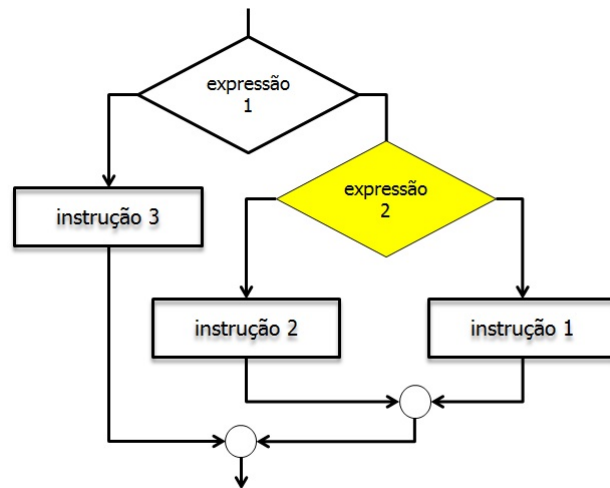 expressão
1
expressão
2
instrução 3
instrução 2
instrução 1